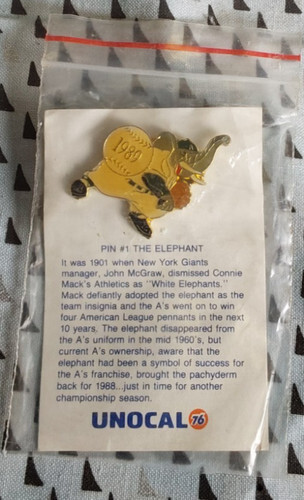 1989
PIN #1 THE ELEPHANT
It was 1901 when New York Giants
manager, John McGraw, dismissed Connie
Mack's Athletics as "White Elephants."
Mack defiantly adopted the elephant as
the team insignia and the A's went on to win
four American League pennants in the next
10 years. The elephant disappeared from
the A's uniform in the mid 1960's, but
current A's ownership, aware that the
elephant had been a symbol of success for
the A's franchise, brought the pachyderm
back for 1988...just in time for another
championship season.
UNOCAL 76